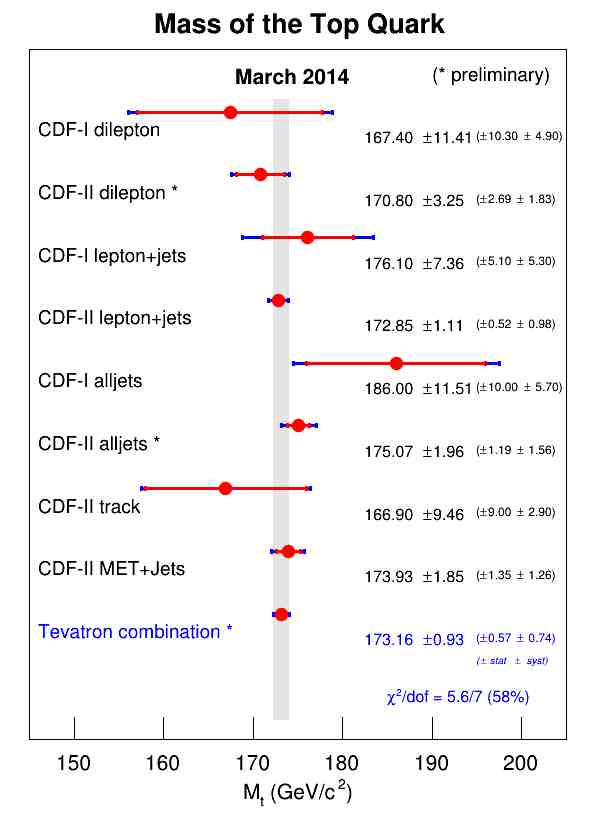 Mass of the Top Quark
March 2014 (* preliminary)
CDF-I dilepton 167.40 ±11.41 (±10.30 ± 4.90)
CDF-II dilepton * 170.80 ±3.25 (±2.69 ± 1.83)
CDF-I lepton+jets 176.10 ±7.36 (±5.10 ± 5.30)
CDF-II lepton+jets 172.85 ±1.11 (±0.52 ± 0.98)
CDF-I alljets 186.00 ±11.51 (±10.00 ± 5.70)
CDF-II alljets * 175.07 ±1.96 (±1.19 ± 1.56)
CDF-II track 166.90 ±9.46 (±9.00 ± 2.90)
CDF-II MET+Jets 173.93 ±1.85 (±1.35 ± 1.26)
Tevatron combination * 173.16 ±0.93 (±0.57 ± 0.74)
(± stat ± syst)
χ²/dof = 5.6/7 (58%)
150 160 170 180 190 200
Mt (GeV/c²)